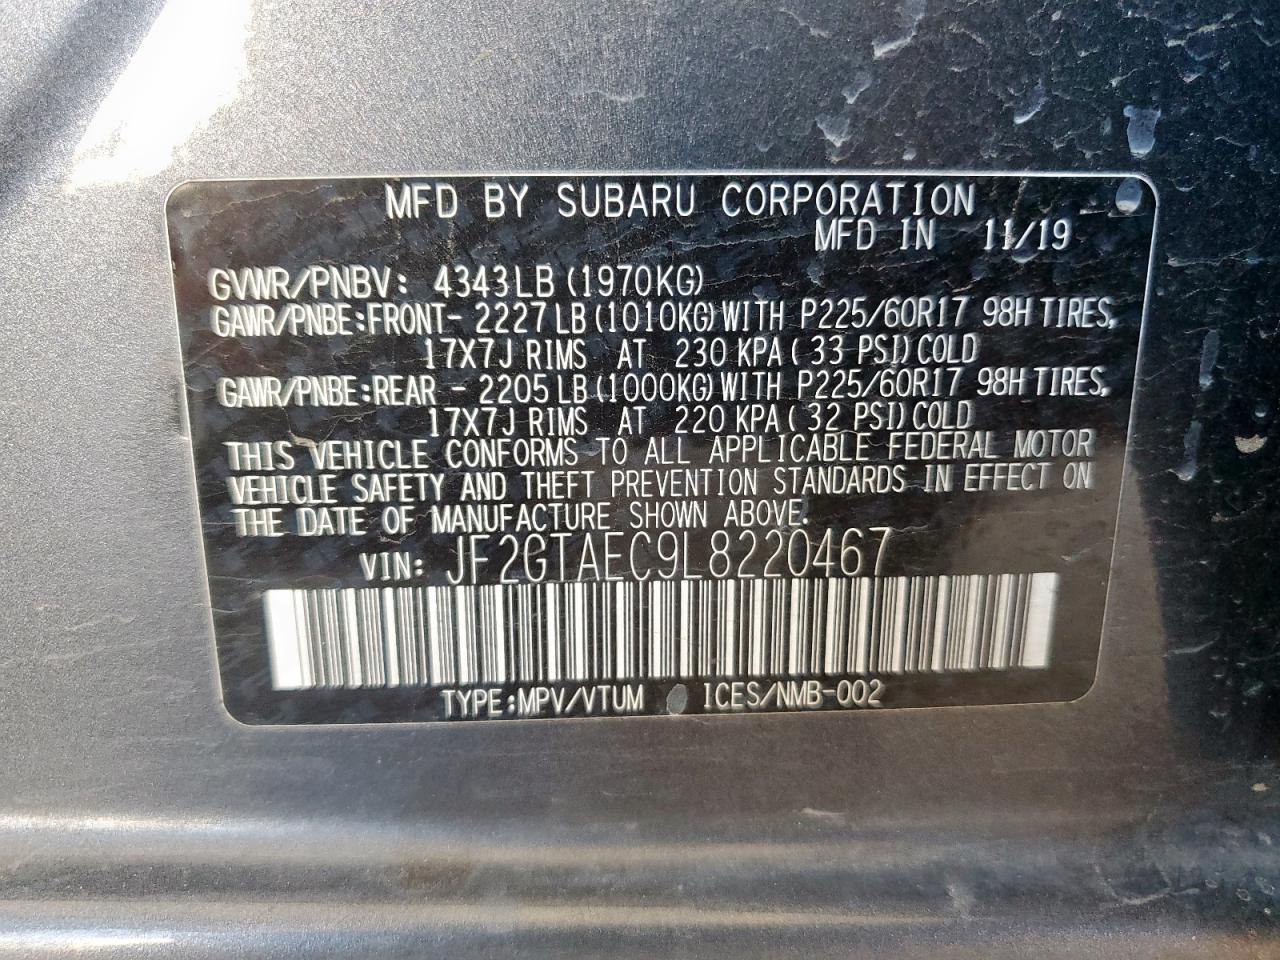 MFD BY SUBARU CORPORATION
MFD IN 11/19
GVWR/PNBV: 4343LB (1970KG)
GAWR/PNBE:FRONT- 2227 LB (1010KG) WITH P225/60R17 98H TIRES,
17X7J RIMS AT 230 KPA ( 33 PSI) COLD
GAWR/PNBE:REAR - 2205 LB (1000KG) WITH P225/60R17 98H TIRES,
17X7J RIMS AT 220 KPA ( 32 PSI) COLD
THIS VEHICLE CONFORMS TO ALL APPLICABLE FEDERAL MOTOR
VEHICLE SAFETY AND THEFT PREVENTION STANDARDS IN EFFECT ON
THE DATE OF MANUFACTURE SHOWN ABOVE.
VIN: JF2GTAEC9L8220467
TYPE:MPV/VTUM ICES/NMB-002